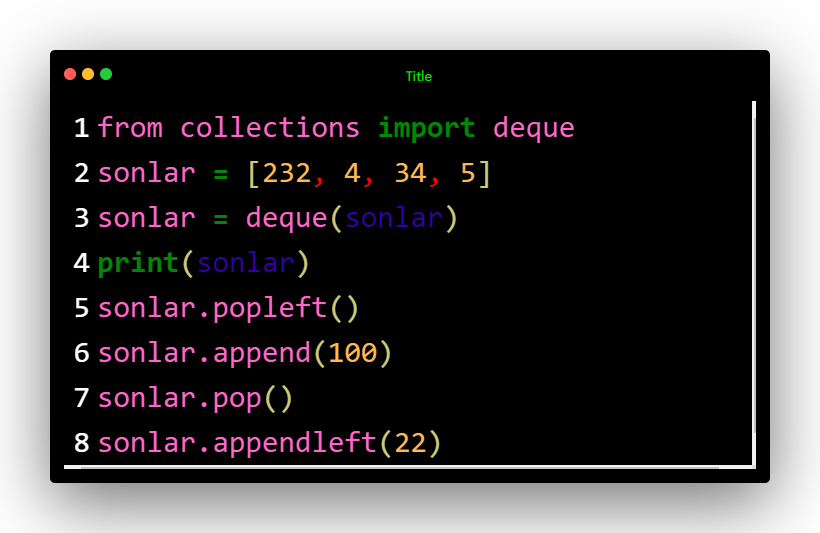 Title
1 from collections import deque
2 sonlar = [232, 4, 34, 5]
3 sonlar = deque(sonlar)
4 print(sonlar)
5 sonlar.popleft()
6 sonlar.append(100)
7 sonlar.pop()
8 sonlar.appendleft(22)